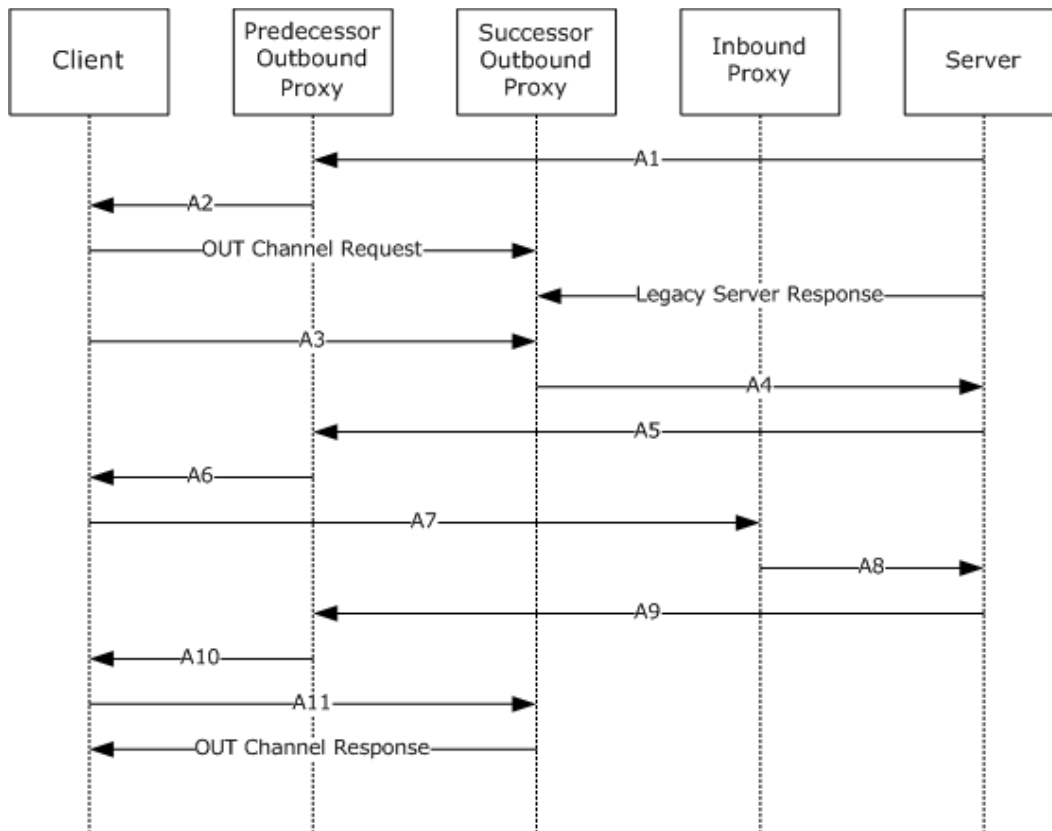 Client
Predecessor
Outbound
Proxy
Successor
Outbound
Proxy
Inbound
Proxy
Server
A1
A2
OUT Channel Request
Legacy Server Response
A3
A4
A5
A6
A7
A8
A9
A10
A11
OUT Channel Response